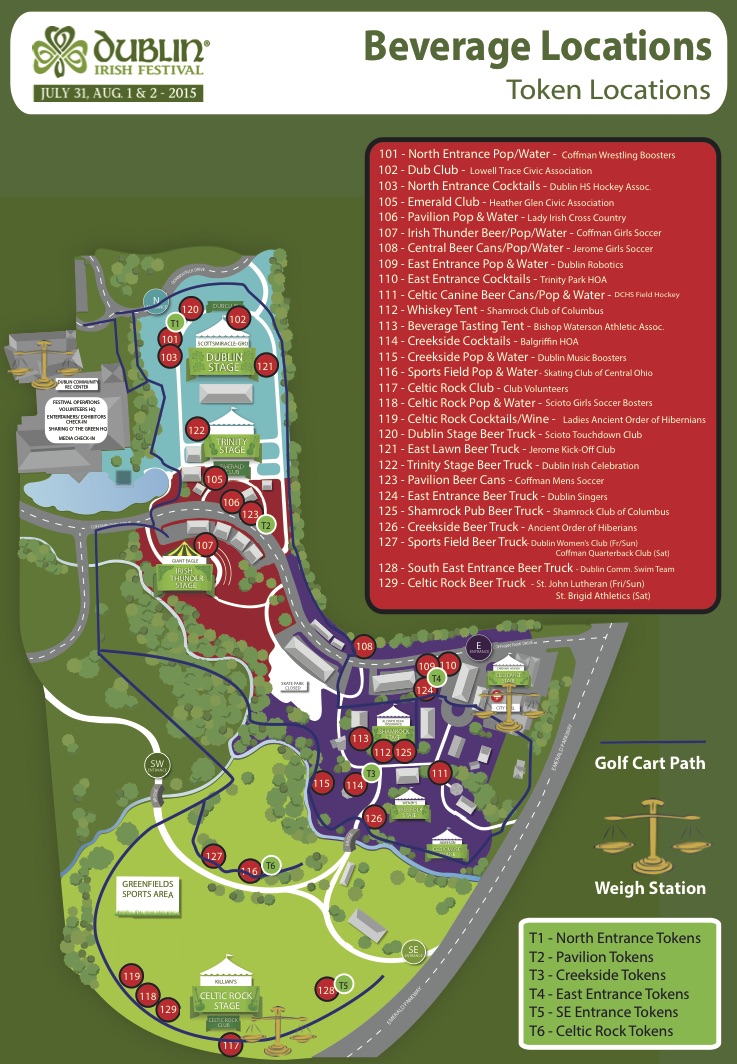 DUBLIN®
IRISH FESTIVAL
JULY 31, AUG. 1 & 2 - 2015
Beverage Locations
Token Locations
101 - North Entrance Pop/Water - Coffman Wrestling Boosters
102 - Dub Club - Lowell Trace Civic Association
103 - North Entrance Cocktails - Dublin HS Hockey Assoc.
105 - Emerald Club - Heather Glen Civic Association
106 - Pavilion Pop & Water - Lady Irish Cross Country
107 - Irish Thunder Beer/Pop/Water - Coffman Girls Soccer
108 - Central Beer Cans/Pop/Water - Jerome Girls Soccer
109 - East Entrance Pop & Water - Dublin Robotics
110 - East Entrance Cocktails - Trinity Park HOA
111 - Celtic Canine Beer Cans/Pop & Water - DCHS Field Hockey
112 - Whiskey Tent - Shamrock Club of Columbus
113 - Beverage Tasting Tent - Bishop Waterson Athletic Assoc.
114 - Creekside Cocktails - Balgriffin HOA
115 - Creekside Pop & Water - Dublin Music Boosters
116 - Sports Field Pop & Water - Skating Club of Central Ohio
117 - Celtic Rock Club - Club Volunteers
118 - Celtic Rock Pop & Water - Scioto Girls Soccer Bosters
119 - Celtic Rock Cocktails/Wine - Ladies Ancient Order of Hibernians
120 - Dublin Stage Beer Truck - Scioto Touchdown Club
121 - East Lawn Beer Truck - Jerome Kick-Off Club
122 - Trinity Stage Beer Truck - Dublin Irish Celebration
123 - Pavilion Beer Cans - Coffman Mens Soccer
124 - East Entrance Beer Truck - Dublin Singers
125 - Shamrock Pub Beer Truck - Shamrock Club of Columbus
126 - Creekside Beer Truck - Ancient Order of Hiberians
127 - Sports Field Beer Truck- Dublin Women's Club (Fri/Sun)
Coffman Quarterback Club (Sat)
128 - South East Entrance Beer Truck - Dublin Comm. Swim Team
129 - Celtic Rock Beer Truck - St. John Lutheran (Fri/Sun)
St. Brigid Athletics (Sat)
N
120
T1
102
101
103
SCOTTSMIRACLE-GRO
DUBLIN
STAGE
121
DUBLIN COMMUNITY
REC CENTER
FESTIVAL OPERATIONS
VOLUNTEERS HQ
ENTERTAINERS/ EXHIBITORS
CHECK-IN
SHARING O' THE GREEN HQ
MEDIA CHECK-IN
122
TRINITY
STAGE
EMERALD
CLUB
105
106
123
T2
107
GIANT EAGLE
IRISH
THUNDER
STAGE
108
E
ENTRANCE
109
110
T4
124
SKATE PARK
CLOSED
CITY HALL
SHAMROCK
STAGE
113
112
125
EMERALD PARKWAY
SW
ENTRANCE
T3
111
115
114
126
127
116
T6
GREENFIELDS
SPORTS AREA
SE
ENTRANCE
119
118
129
KILLIAN'S
CELTIC ROCK
STAGE
CELTIC ROCK
CLUB
117
128
T5
EMERALD PARKWAY
Golf Cart Path
Weigh Station
T1 - North Entrance Tokens
T2 - Pavilion Tokens
T3 - Creekside Tokens
T4 - East Entrance Tokens
T5 - SE Entrance Tokens
T6 - Celtic Rock Tokens